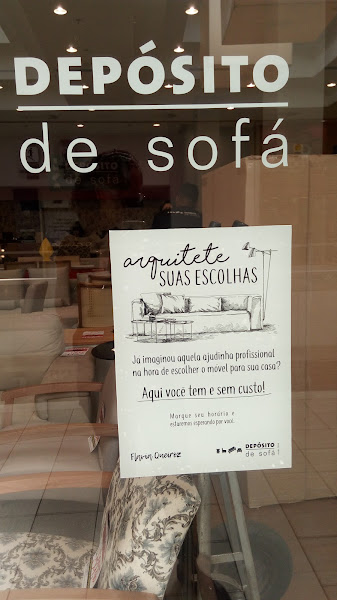 DEPÓSITO
de sofá
arquitete
SUAS ESCOLHAS
Ja imaginou aquela ajudinha profissional
na hora de escolher o móvel para sua casa?
Aqui você tem e sem custo!
Marque seu horário e
estaremos esperando por você.
Flavia Queiroz
DEPÓSITO
de sofá